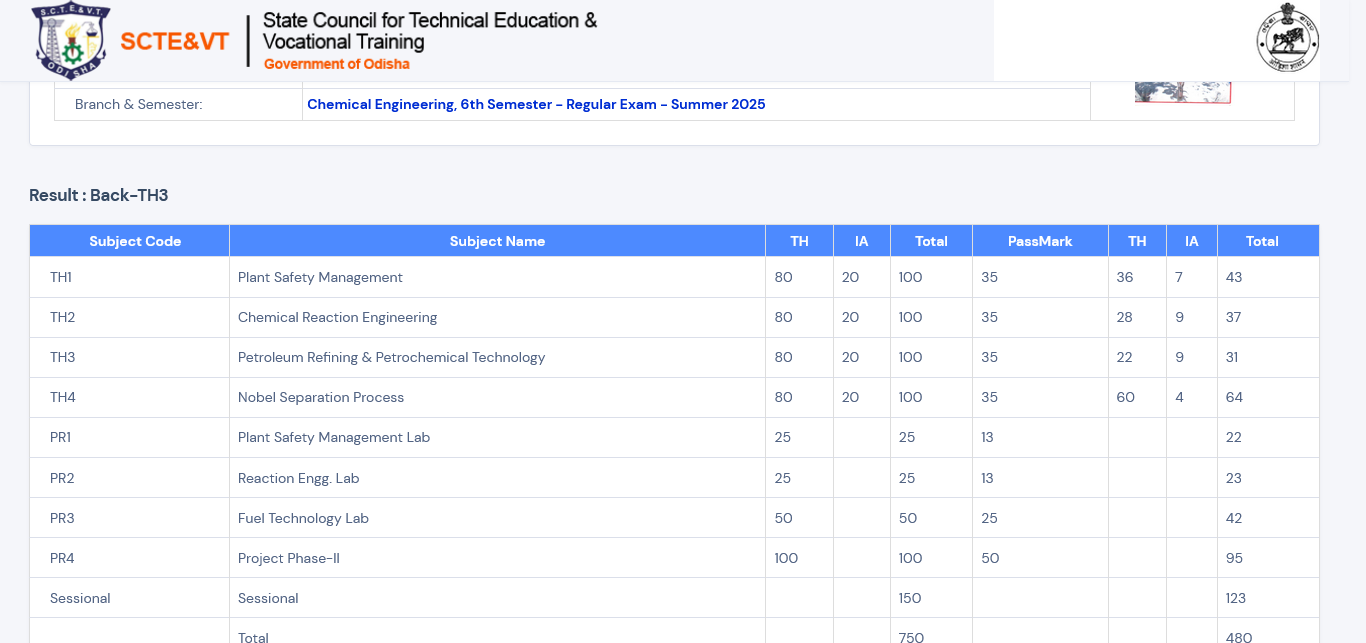 S.C.T.E.&V.T.
ODISHA
SCTE&VT
State Council for Technical Education &
Vocational Training
Government of Odisha
Branch & Semester: Chemical Engineering, 6th Semester - Regular Exam - Summer 2025
Result : Back-TH3
Subject Code Subject Name TH IA Total PassMark TH IA Total
TH1 Plant Safety Management 80 20 100 35 36 7 43
TH2 Chemical Reaction Engineering 80 20 100 35 28 9 37
TH3 Petroleum Refining & Petrochemical Technology 80 20 100 35 22 9 31
TH4 Nobel Separation Process 80 20 100 35 60 4 64
PR1 Plant Safety Management Lab 25 25 13 22
PR2 Reaction Engg. Lab 25 25 13 23
PR3 Fuel Technology Lab 50 50 25 42
PR4 Project Phase-II 100 100 50 95
Sessional Sessional 150 123
Total 750 480